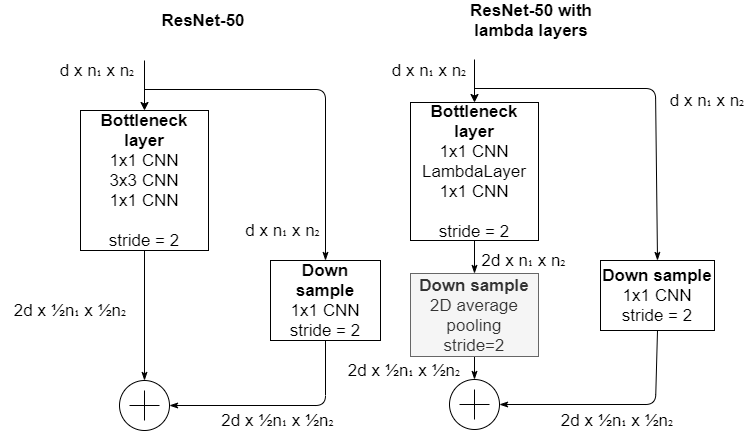 ResNet-50
d x n₁ x n₂
Bottleneck
layer
1x1 CNN
3x3 CNN
1x1 CNN
stride = 2
d x n₁ x n₂
Down
sample
1x1 CNN
stride = 2
2d x ½n₁ x ½n₂
2d x ½n₁ x ½n₂
ResNet-50 with
lambda layers
d x n₁ x n₂
d x n₁ x n₂
Bottleneck
layer
1x1 CNN
LambdaLayer
1x1 CNN
stride = 2
2d x n₁ x n₂
Down sample
2D average
pooling
stride=2
Down sample
1x1 CNN
stride = 2
2d x ½n₁ x ½n₂
2d x ½n₁ x ½n₂